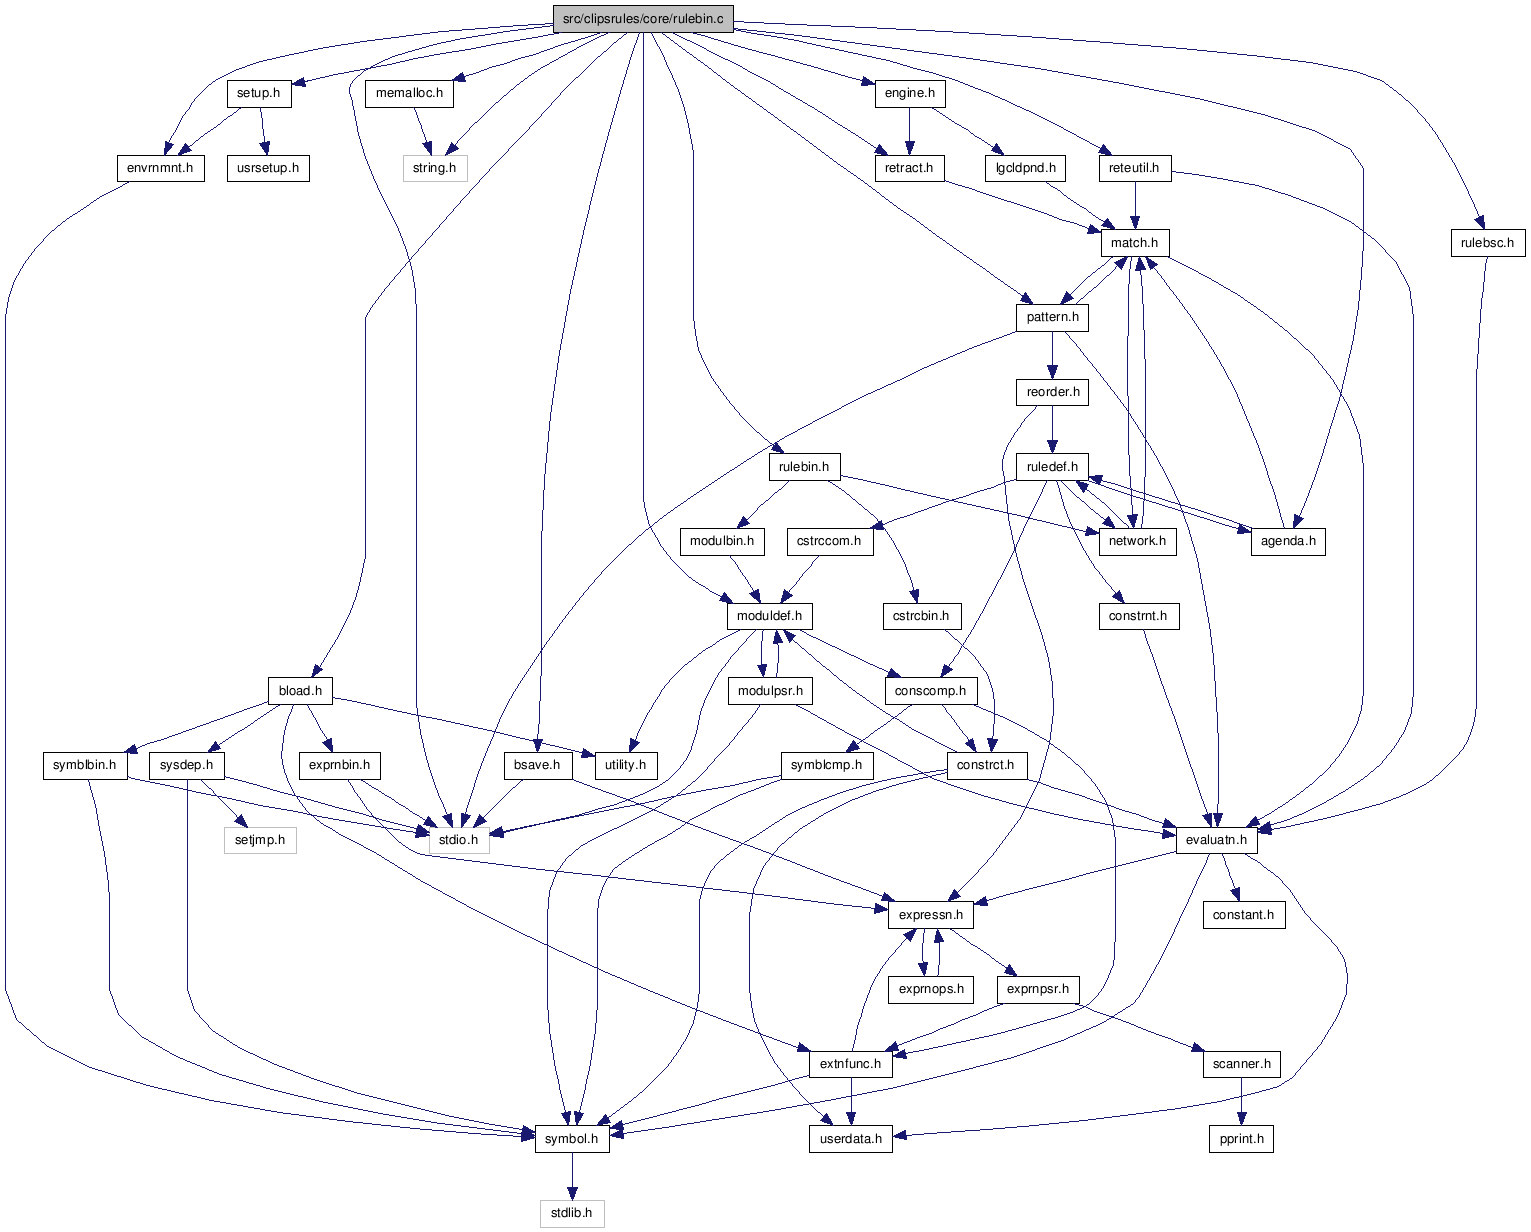 src/clipsrules/core/rulebin.c
setup.h
memalloc.h
engine.h
envrnmnt.h
usrsetup.h
string.h
retract.h
lgcldpnd.h
reteutil.h
match.h
rulebsc.h
pattern.h
reorder.h
rulebin.h
ruledef.h
modulbin.h
cstrccom.h
network.h
agenda.h
moduldef.h
cstrcbin.h
constrnt.h
bload.h
modulpsr.h
conscomp.h
symblbin.h
sysdep.h
exprnbin.h
bsave.h
utility.h
symblcmp.h
constrct.h
setjmp.h
stdio.h
evaluatn.h
expressn.h
constant.h
exprnops.h
exprnpsr.h
extnfunc.h
scanner.h
symbol.h
userdata.h
pprint.h
stdlib.h